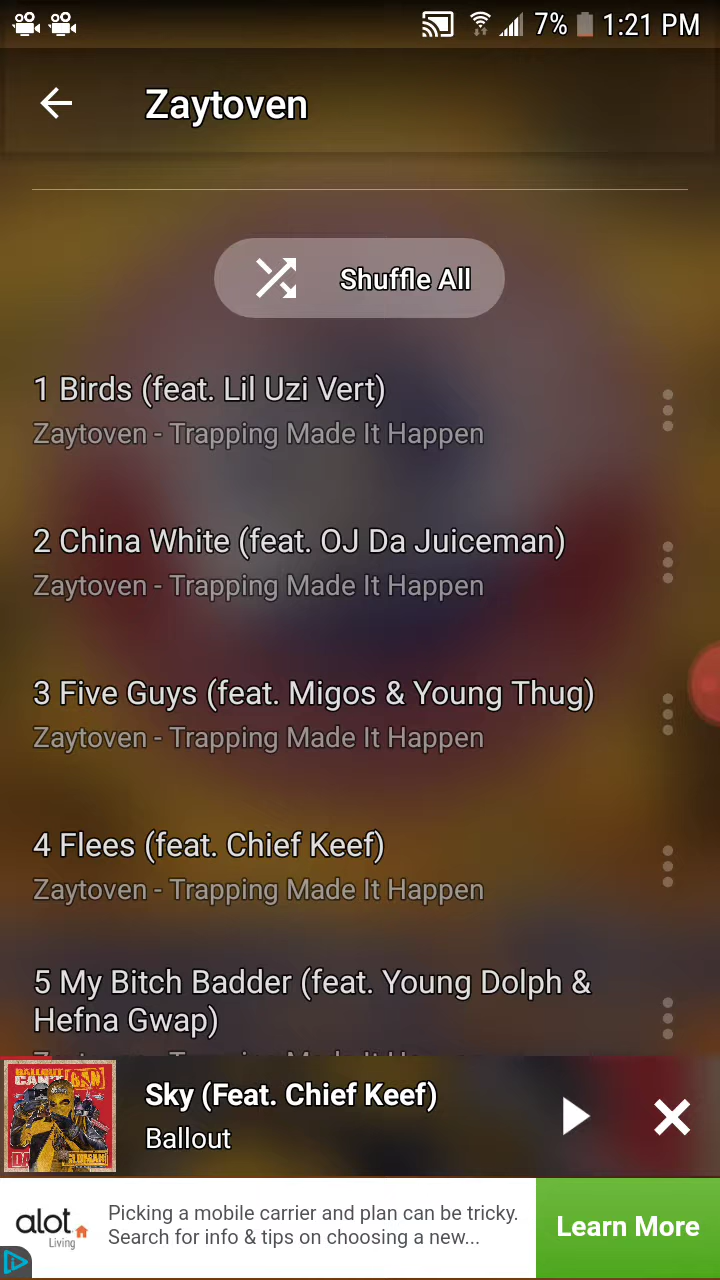 7% 1:21 PM
Zaytoven
Shuffle All
1 Birds (feat. Lil Uzi Vert)
Zaytoven - Trapping Made It Happen
2 China White (feat. OJ Da Juiceman)
Zaytoven - Trapping Made It Happen
3 Five Guys (feat. Migos & Young Thug)
Zaytoven - Trapping Made It Happen
4 Flees (feat. Chief Keef)
Zaytoven - Trapping Made It Happen
5 My Bitch Badder (feat. Young Dolph &
Hefna Gwap)
Sky (Feat. Chief Keef)
Ballout
alot
Living
Picking a mobile carrier and plan can be tricky.
Search for info & tips on choosing a new...
Learn More